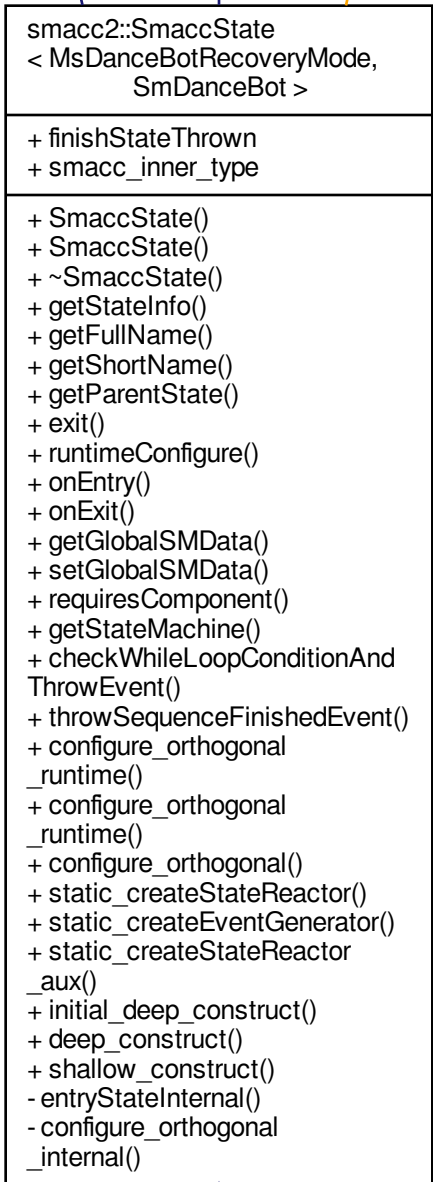 smacc2::SmaccState
< MsDanceBotRecoveryMode,
SmDanceBot >
+ finishStateThrown
+ smacc_inner_type
+ SmaccState()
+ SmaccState()
+ ~SmaccState()
+ getStateInfo()
+ getFullName()
+ getShortName()
+ getParentState()
+ exit()
+ runtimeConfigure()
+ onEntry()
+ onExit()
+ getGlobalSMData()
+ setGlobalSMData()
+ requiresComponent()
+ getStateMachine()
+ checkWhileLoopConditionAnd
ThrowEvent()
+ throwSequenceFinishedEvent()
+ configure_orthogonal
_runtime()
+ configure_orthogonal
_runtime()
+ configure_orthogonal()
+ static_createStateReactor()
+ static_createEventGenerator()
+ static_createStateReactor
_aux()
+ initial_deep_construct()
+ deep_construct()
+ shallow_construct()
- entryStateInternal()
- configure_orthogonal
_internal()